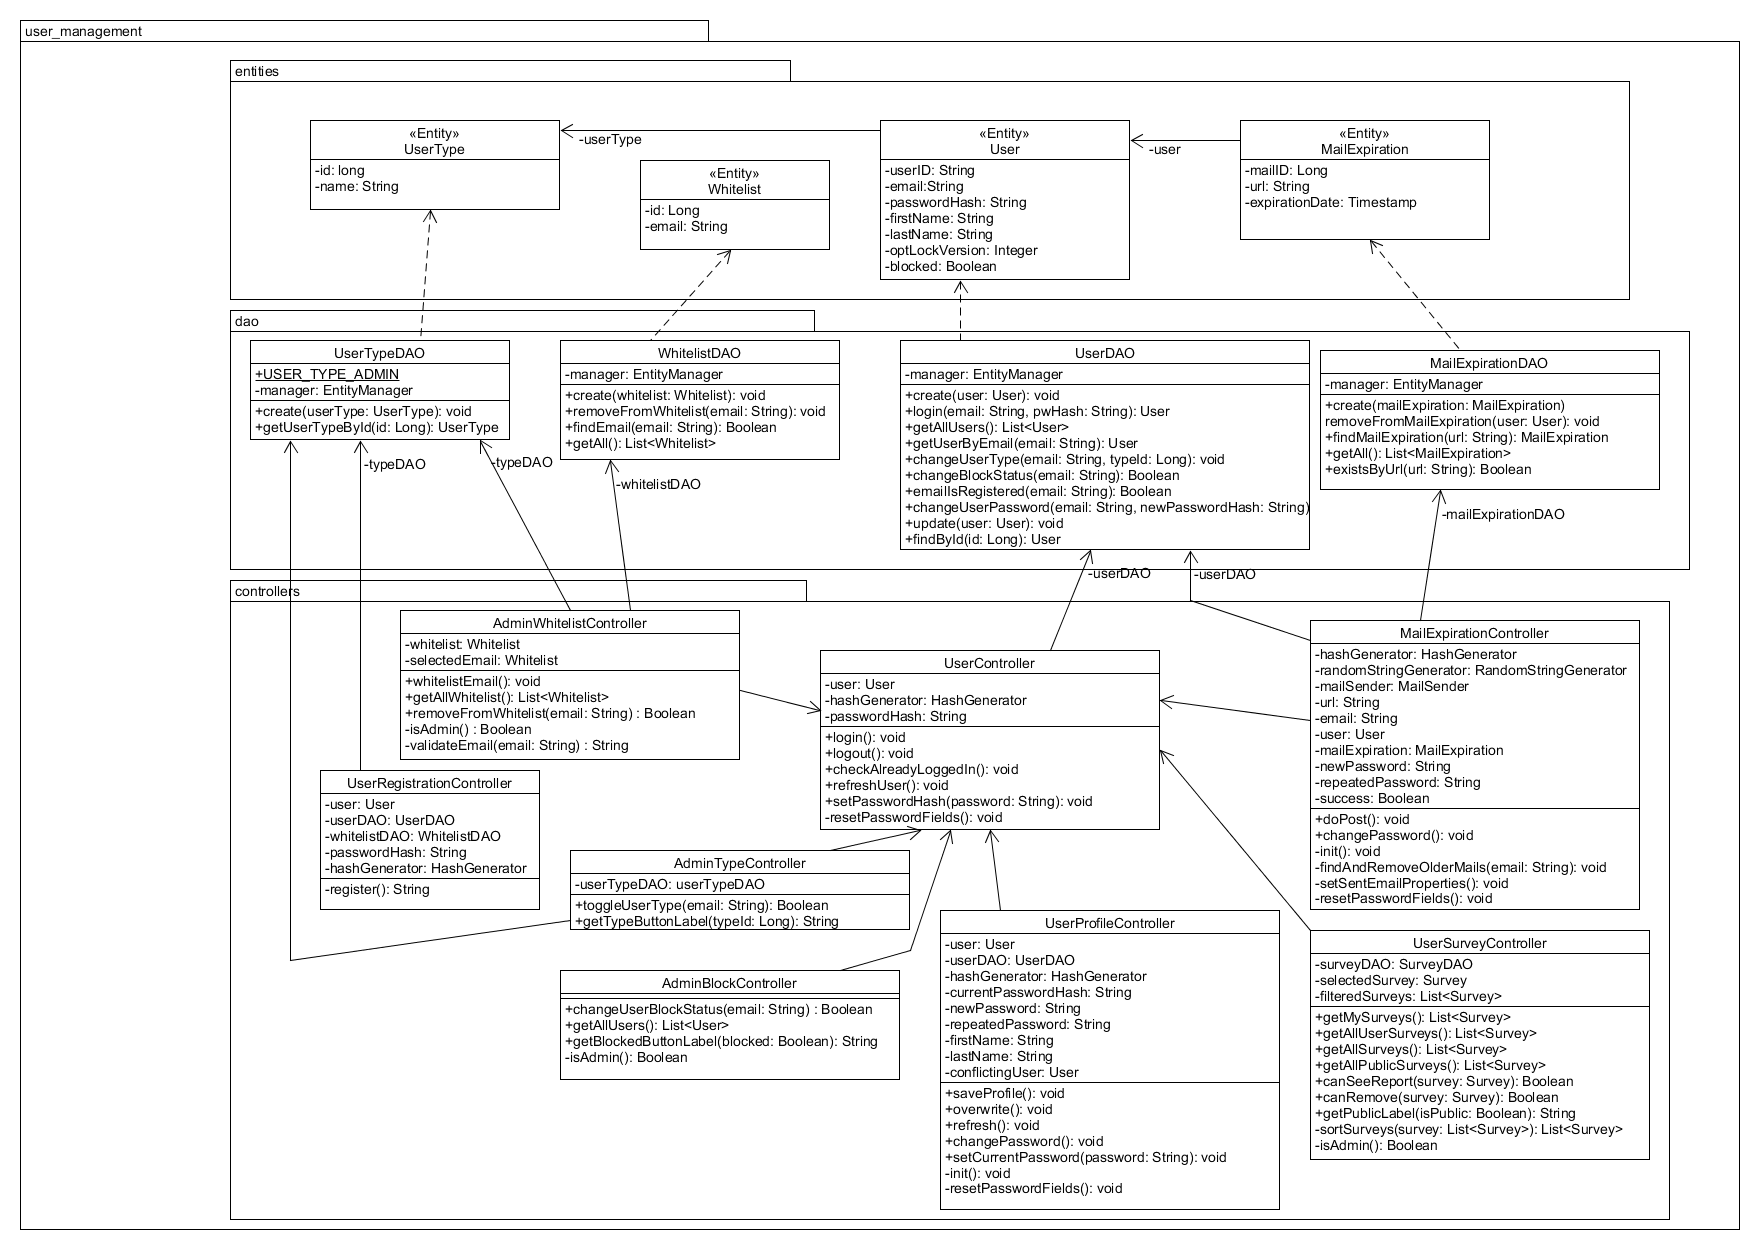 user_management
entities
«Entity»
UserType
-id: long
-name: String
-userType
«Entity»
Whitelist
-id: Long
-email: String
«Entity»
User
-userID: String
-email:String
-passwordHash: String
-firstName: String
-lastName: String
-optLockVersion: Integer
-blocked: Boolean
-user
«Entity»
MailExpiration
-mailID: Long
-url: String
-expirationDate: Timestamp
dao
UserTypeDAO
+USER_TYPE_ADMIN
-manager: EntityManager
+create(userType: UserType): void
+getUserTypeById(id: Long): UserType
-typeDAO
-typeDAO
WhitelistDAO
-manager: EntityManager
+create(whitelist: Whitelist): void
+removeFromWhitelist(email: String): void
+findEmail(email: String): Boolean
+getAll(): List<Whitelist>
-whitelistDAO
UserDAO
-manager: EntityManager
+create(user: User): void
+login(email: String, pwHash: String): User
+getAllUsers(): List<User>
+getUserByEmail(email: String): User
+changeUserType(email: String, typeId: Long): void
+changeBlockStatus(email: String): Boolean
+emailIsRegistered(email: String): Boolean
+changeUserPassword(email: String, newPasswordHash: String)
+update(user: User): void
+findById(id: Long): User
-userDAO
-userDAO
MailExpirationDAO
-manager: EntityManager
+create(mailExpiration: MailExpiration)
removeFromMailExpiration(user: User): void
+findMailExpiration(url: String): MailExpiration
+getAll(): List<MailExpiration>
+existsByUrl(url: String): Boolean
-mailExpirationDAO
controllers
AdminWhitelistController
-whitelist: Whitelist
-selectedEmail: Whitelist
+whitelistEmail(): void
+getAllWhitelist(): List<Whitelist>
+removeFromWhitelist(email: String) : Boolean
-isAdmin() : Boolean
-validateEmail(email: String) : String
UserController
-user: User
-hashGenerator: HashGenerator
-passwordHash: String
+login(): void
+logout(): void
+checkAlreadyLoggedIn(): void
+refreshUser(): void
+setPasswordHash(password: String): void
-resetPasswordFields(): void
MailExpirationController
-hashGenerator: HashGenerator
-randomStringGenerator: RandomStringGenerator
-mailSender: MailSender
-url: String
-email: String
-user: User
-mailExpiration: MailExpiration
-newPassword: String
-repeatedPassword: String
-success: Boolean
+doPost(): void
+changePassword(): void
-init(): void
-findAndRemoveOlderMails(email: String): void
-setSentEmailProperties(): void
-resetPasswordFields(): void
UserRegistrationController
-user: User
-userDAO: UserDAO
-whitelistDAO: WhitelistDAO
-passwordHash: String
-hashGenerator: HashGenerator
-register(): String
AdminTypeController
-userTypeDAO: userTypeDAO
+toggleUserType(email: String): Boolean
+getTypeButtonLabel(typeId: Long): String
AdminBlockController
+changeUserBlockStatus(email: String) : Boolean
+getAllUsers(): List<User>
+getBlockedButtonLabel(blocked: Boolean): String
-isAdmin(): Boolean
UserProfileController
-user: User
-userDAO: UserDAO
-hashGenerator: HashGenerator
-currentPasswordHash: String
-newPassword: String
-repeatedPassword: String
-firstName: String
-lastName: String
-conflictingUser: User
+saveProfile(): void
+overwrite(): void
+refresh(): void
+changePassword(): void
+setCurrentPassword(password: String): void
-init(): void
-resetPasswordFields(): void
UserSurveyController
-surveyDAO: SurveyDAO
-selectedSurvey: Survey
-filteredSurveys: List<Survey>
+getMySurveys(): List<Survey>
+getAllUserSurveys(): List<Survey>
+getAllSurveys(): List<Survey>
+getAllPublicSurveys(): List<Survey>
+canSeeReport(survey: Survey): Boolean
+canRemove(survey: Survey): Boolean
+getPublicLabel(isPublic: Boolean): String
-sortSurveys(survey: List<Survey>): List<Survey>
-isAdmin(): Boolean